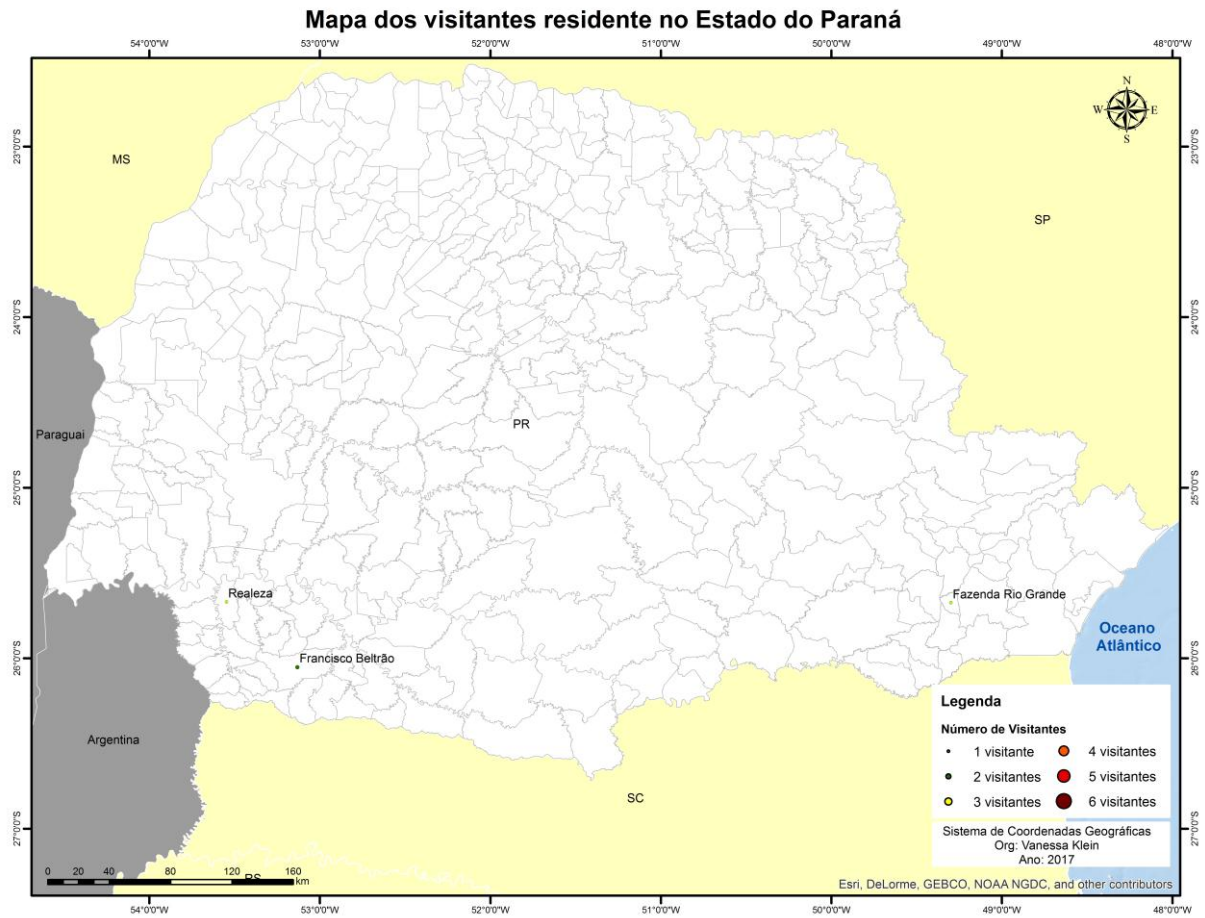 Mapa dos visitantes residente no Estado do Paraná
54°0'0"W 53°0'0"W 52°0'0"W 51°0'0"W 50°0'0"W 49°0'0"W 48°0'0"W
N
W E
S
23°0'0"S 23°0'0"S
MS
SP
24°0'0"S 24°0'0"S
PR
Paraguai
25°0'0"S 25°0'0"S
Realeza
Fazenda Rio Grande
Oceano
Atlântico
Francisco Beltrão
26°0'0"S 26°0'0"S
Argentina
SC
Legenda
Número de Visitantes
1 visitante 4 visitantes
2 visitantes 5 visitantes
3 visitantes 6 visitantes
27°0'0"S 27°0'0"S
Sistema de Coordenadas Geográficas
Org: Vanessa Klein
Ano: 2017
RS
0 20 40 80 120 160
km
Esri, DeLorme, GEBCO, NOAA NGDC, and other contributors
54°0'0"W 53°0'0"W 52°0'0"W 51°0'0"W 50°0'0"W 49°0'0"W 48°0'0"W